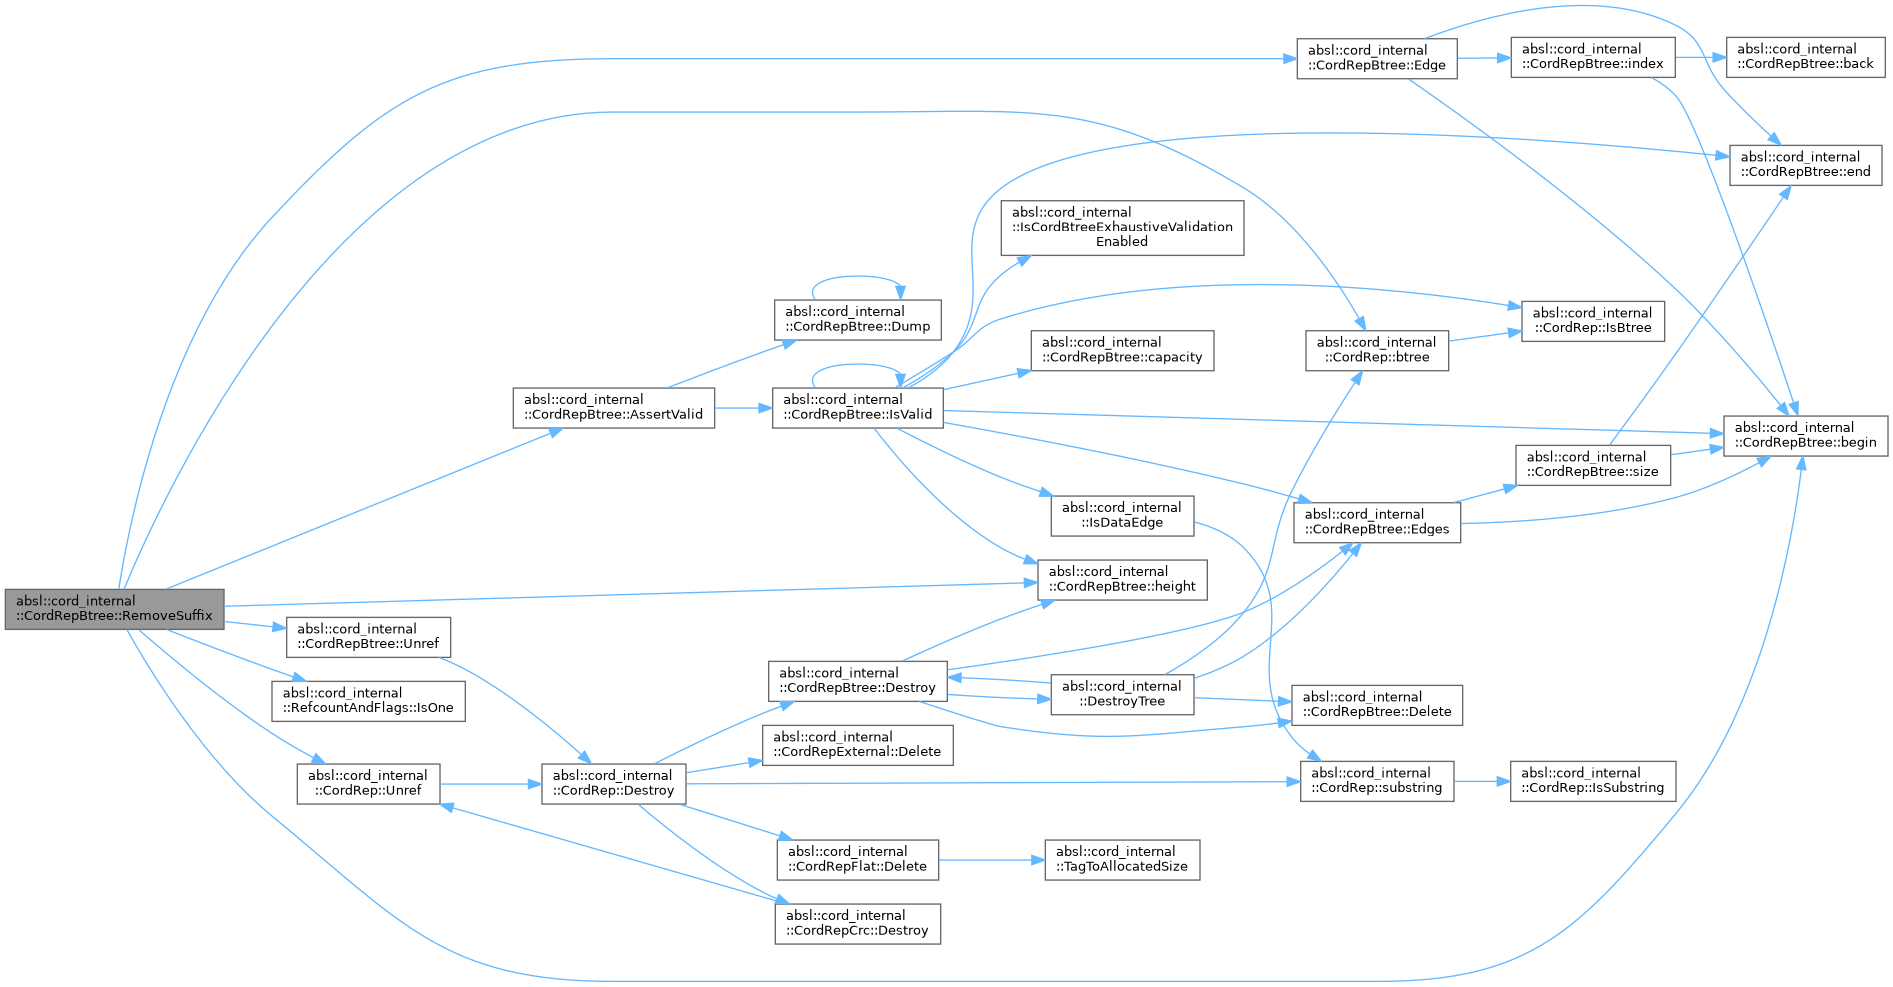 absl::cord_internal
::CordRepBtree::RemoveSuffix
absl::cord_internal
::CordRepBtree::AssertValid
absl::cord_internal
::CordRepBtree::Dump
absl::cord_internal
::CordRepBtree::IsValid
absl::cord_internal
::IsCordBtreeExhaustiveValidation
Enabled
absl::cord_internal
::CordRepBtree::capacity
absl::cord_internal
::IsDataEdge
absl::cord_internal
::CordRepBtree::height
absl::cord_internal
::CordRepBtree::Edge
absl::cord_internal
::CordRepBtree::index
absl::cord_internal
::CordRepBtree::back
absl::cord_internal
::CordRepBtree::end
absl::cord_internal
::CordRep::IsBtree
absl::cord_internal
::CordRep::btree
absl::cord_internal
::CordRepBtree::begin
absl::cord_internal
::CordRepBtree::size
absl::cord_internal
::CordRepBtree::Edges
absl::cord_internal
::CordRepBtree::Unref
absl::cord_internal
::RefcountAndFlags::IsOne
absl::cord_internal
::CordRep::Unref
absl::cord_internal
::CordRep::Destroy
absl::cord_internal
::CordRepBtree::Destroy
absl::cord_internal
::DestroyTree
absl::cord_internal
::CordRepBtree::Delete
absl::cord_internal
::CordRepExternal::Delete
absl::cord_internal
::CordRep::substring
absl::cord_internal
::CordRep::IsSubstring
absl::cord_internal
::CordRepFlat::Delete
absl::cord_internal
::TagToAllocatedSize
absl::cord_internal
::CordRepCrc::Destroy